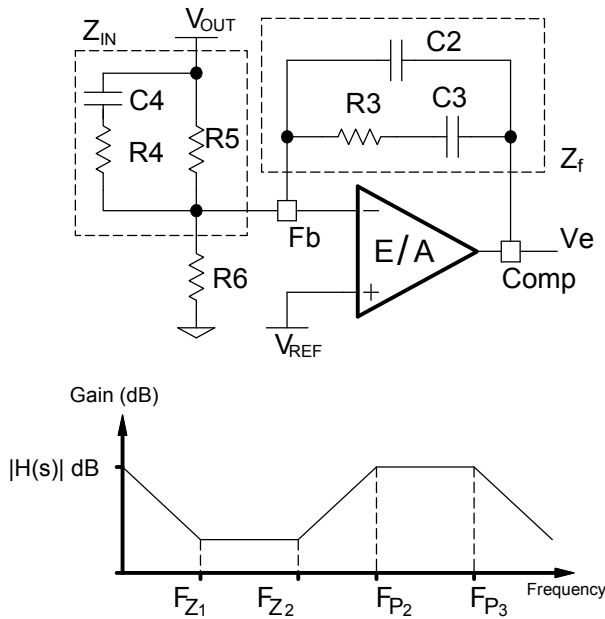 Z_IN
V_OUT
C2
C4
R3
C3
R4
R5
Z_f
Fb
−
E/A
Ve
R6
+
Comp
V_REF
Gain (dB)
|H(s)| dB
F_Z1
F_Z2
F_P2
F_P3
Frequency